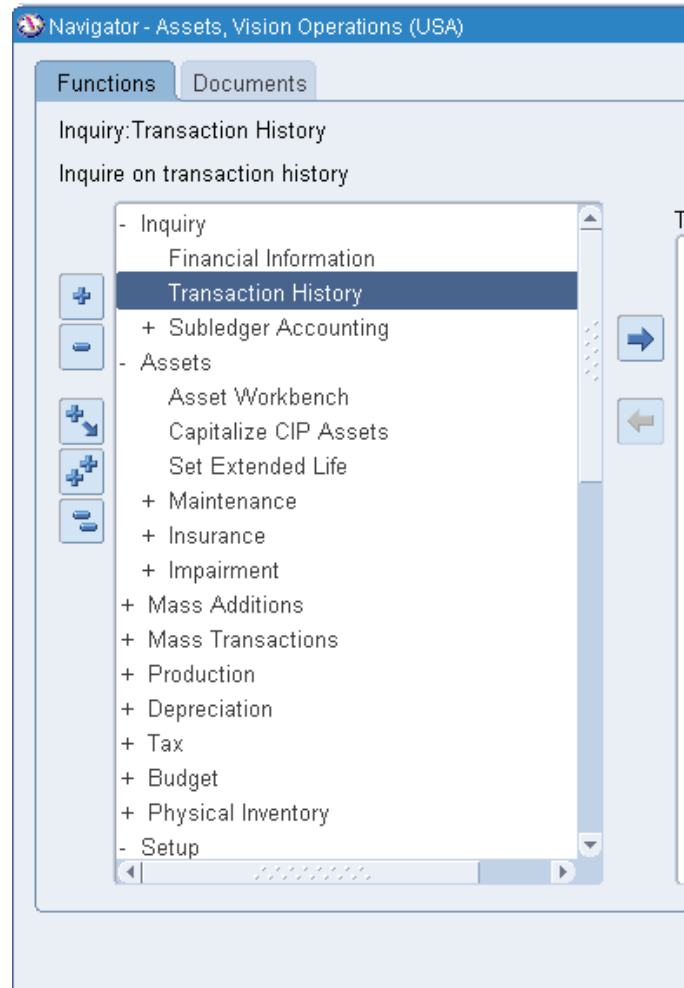 Navigator - Assets, Vision Operations (USA)
Functions Documents
Inquiry:Transaction History
Inquire on transaction history
- Inquiry
Financial Information
Transaction History
+ Subledger Accounting
- Assets
Asset Workbench
Capitalize CIP Assets
Set Extended Life
+ Maintenance
+ Insurance
+ Impairment
+ Mass Additions
+ Mass Transactions
+ Production
+ Depreciation
+ Tax
+ Budget
+ Physical Inventory
- Setup